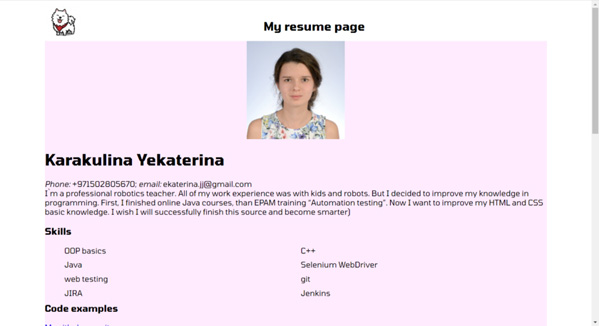 My resume page
Karakulina Yekaterina
Phone: +971502805670; email: ekaterina.jj@gmail.com
I`m a professional robotics teacher. All of my work experience was with kids and robots. But I decided to improve my knowledge in
programming. First, I finished online Java courses, than EPAM training "Automation testing". Now I want to improve my HTML and CSS
basic knowledge. I wish I will successfully finish this source and become smarter)
Skills
OOP basics
C++
Java
Selenium WebDriver
web testing
git
JIRA
Jenkins
Code examples